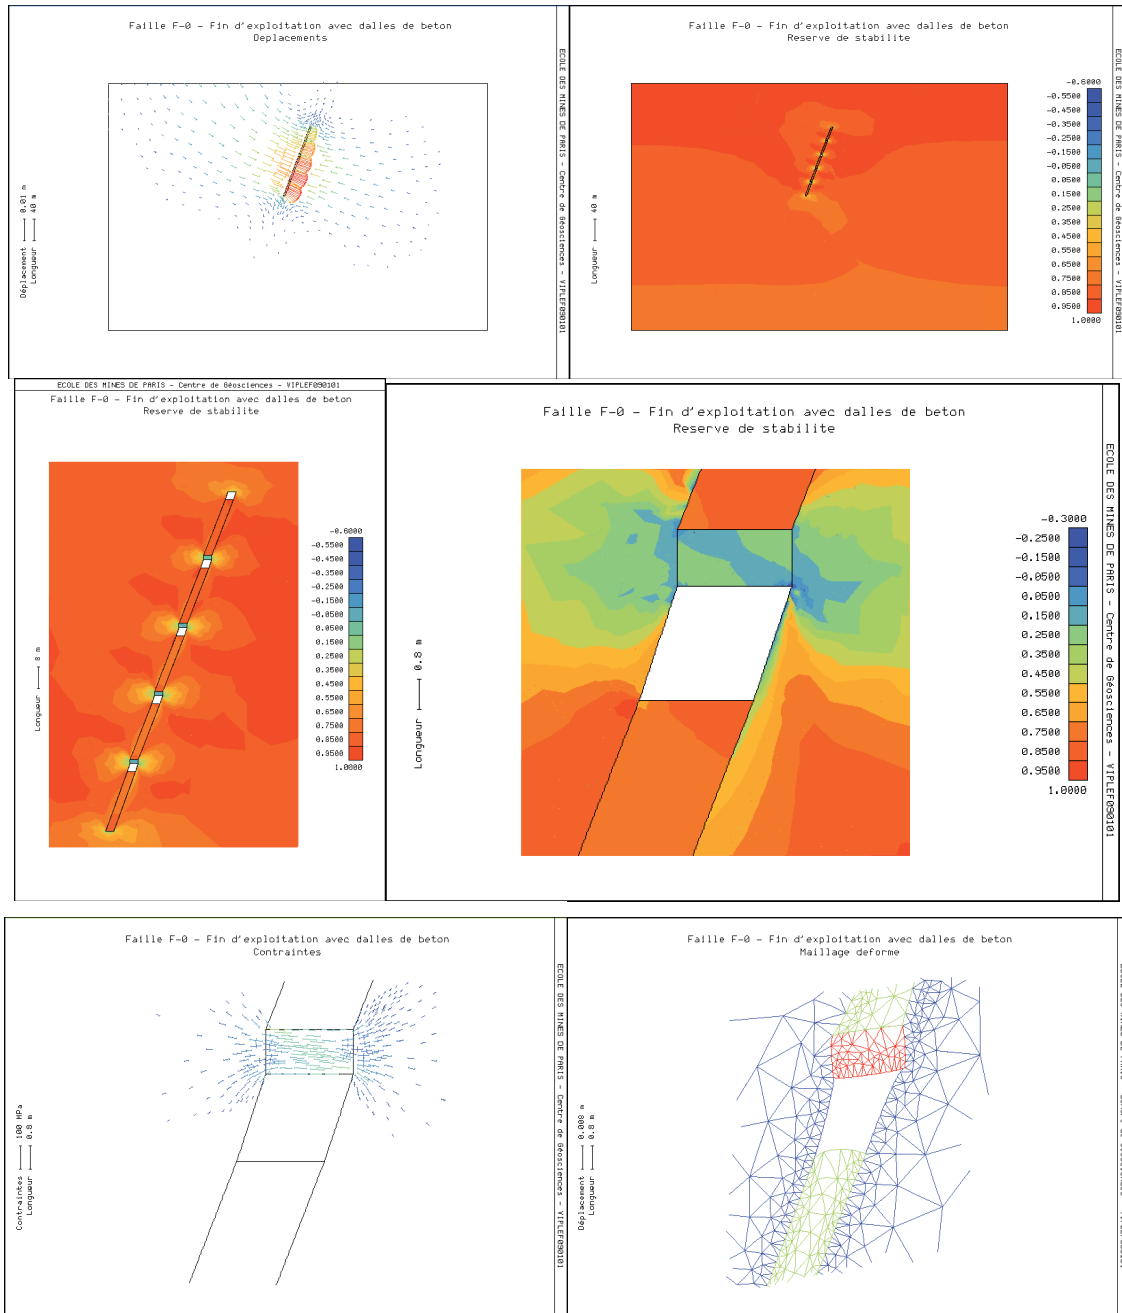 Faille F-0 - Fin d'exploitation avec dalles de beton
Deplacements
Déplacement 0.01 m
Longueur 40 m
ECOLE DES MINES DE PARIS - Centre de Géosciences - VIPLEF090101
Faille F-0 - Fin d'exploitation avec dalles de beton
Reserve de stabilite
Longueur 40 m
-0.6000
-0.5500
-0.4500
-0.3500
-0.2500
-0.1500
-0.0500
0.0500
0.1500
0.2500
0.3500
0.4500
0.5500
0.6500
0.7500
0.8500
0.9500
1.0000
ECOLE DES MINES DE PARIS - Centre de Géosciences - VIPLEF090101
ECOLE DES MINES DE PARIS - Centre de Géosciences - VIPLEF090101
Faille F-0 - Fin d'exploitation avec dalles de beton
Reserve de stabilite
Longueur 8 m
-0.6000
-0.5500
-0.4500
-0.3500
-0.2500
-0.1500
-0.0500
0.0500
0.1500
0.2500
0.3500
0.4500
0.5500
0.6500
0.7500
0.8500
0.9500
1.0000
Faille F-0 - Fin d'exploitation avec dalles de beton
Reserve de stabilite
Longueur 0.8 m
-0.3000
-0.2500
-0.1500
-0.0500
0.0500
0.1500
0.2500
0.3500
0.4500
0.5500
0.6500
0.7500
0.8500
0.9500
1.0000
ECOLE DES MINES DE PARIS - Centre de Géosciences - VIPLEF090101
Faille F-0 - Fin d'exploitation avec dalles de beton
Contraintes
Contraintes 100 MPa
Longueur 0.8 m
ECOLE DES MINES DE PARIS - Centre de Géosciences - VIPLEF090101
Faille F-0 - Fin d'exploitation avec dalles de beton
Maillage deforme
Déplacement 0.008 m
Longueur 0.8 m